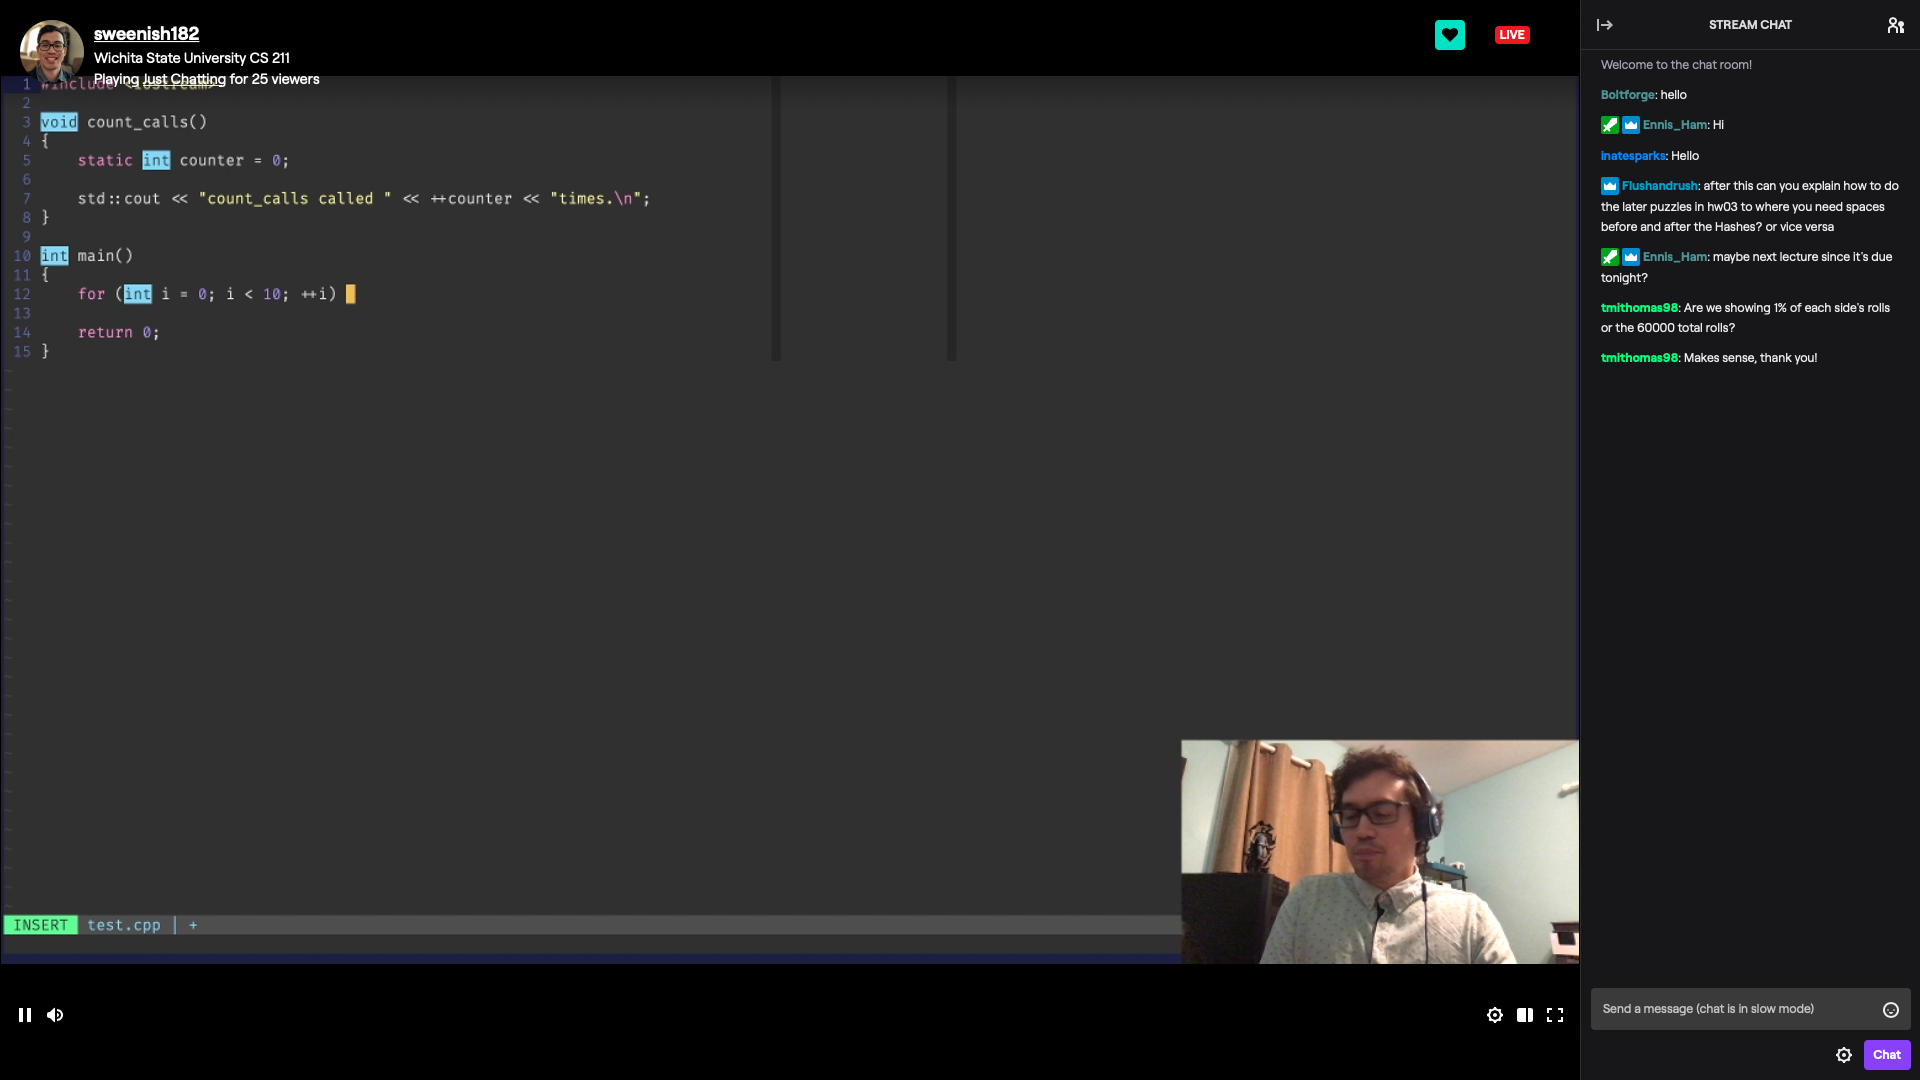 sweenish182
Wichita State University CS 211
Playing Just Chatting for 25 viewers
LIVE
1 #include <iostream>
2
3 void count_calls()
4 {
5 static int counter = 0;
6
7 std::cout << "count_calls called " << ++counter << "times.\n";
8 }
9
10 int main()
11 {
12 for (int i = 0; i < 10; ++i)
13
14 return 0;
15 }
INSERT test.cpp | +
STREAM CHAT
Welcome to the chat room!
Boltforge: hello
Ennis_Ham: Hi
inatesparks: Hello
Flushandrush: after this can you explain how to do
the later puzzles in hw03 to where you need spaces
before and after the Hashes? or vice versa
Ennis_Ham: maybe next lecture since it's due
tonight?
tmithomas98: Are we showing 1% of each side's rolls
or the 60000 total rolls?
tmithomas98: Makes sense, thank you!
Send a message (chat is in slow mode)
Chat